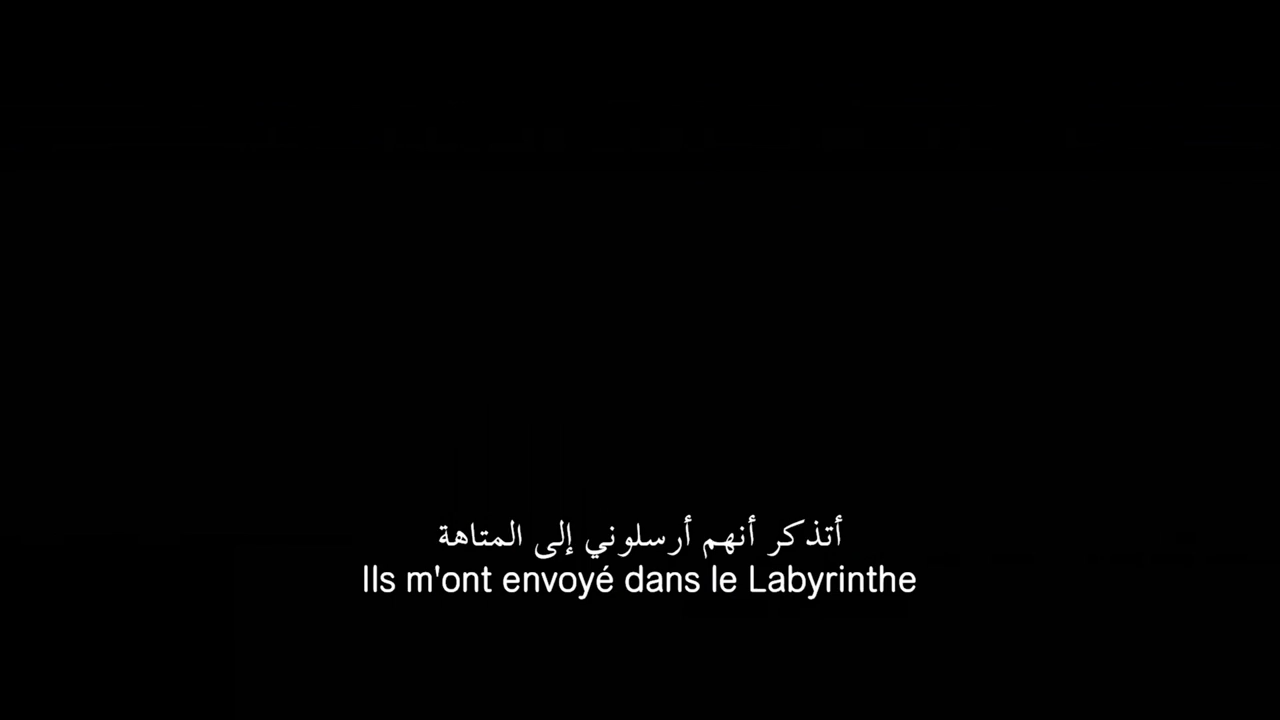 أتذكر أنهم أرسلوني إلى المتاهة
Ils m'ont envoyé dans le Labyrinthe